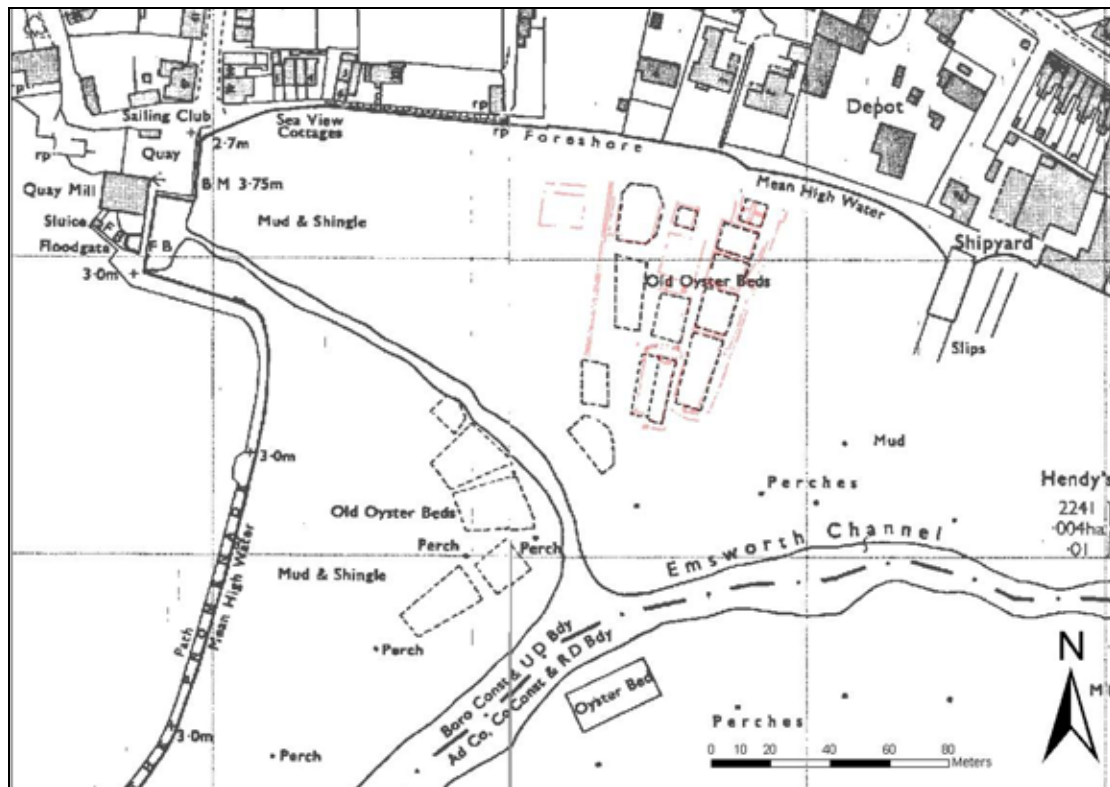 Sailing Club
Sea View
Cottages
rp
rp
rp
rp
Foreshore
Depot
Quay
2·7m
B M 3·75m
Quay Mill
Mean High Water
Sluice
F B
Floodgate
F B
Mud & Shingle
Shipyard
3·0m
Old Oyster Beds
Slips
3·0m
Mud
Perches
Hendy's
2241
·004ha
·01
Old Oyster Beds
Perch
Perch
Emsworth Channel
Mud & Shingle
Path
PROMENADE
Mean High Water
Perch
Boro Const & U D Bdy
Ad Co, Co Const & R D Bdy
Oyster Bed
Perches
N
3·0m
Perch
0 10 20 40 60 80
Meters